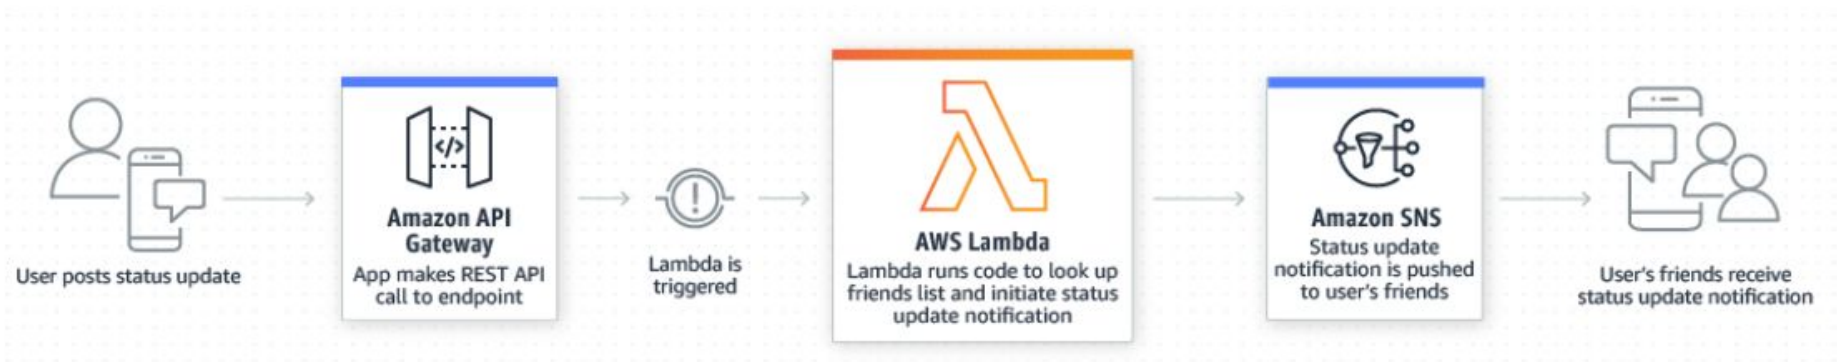 User posts status update
</>
Amazon API
Gateway
App makes REST API
call to endpoint
Lambda is
triggered
AWS Lambda
Lambda runs code to look up
friends list and initiate status
update notification
Amazon SNS
Status update
notification is pushed
to user's friends
User's friends receive
status update notification